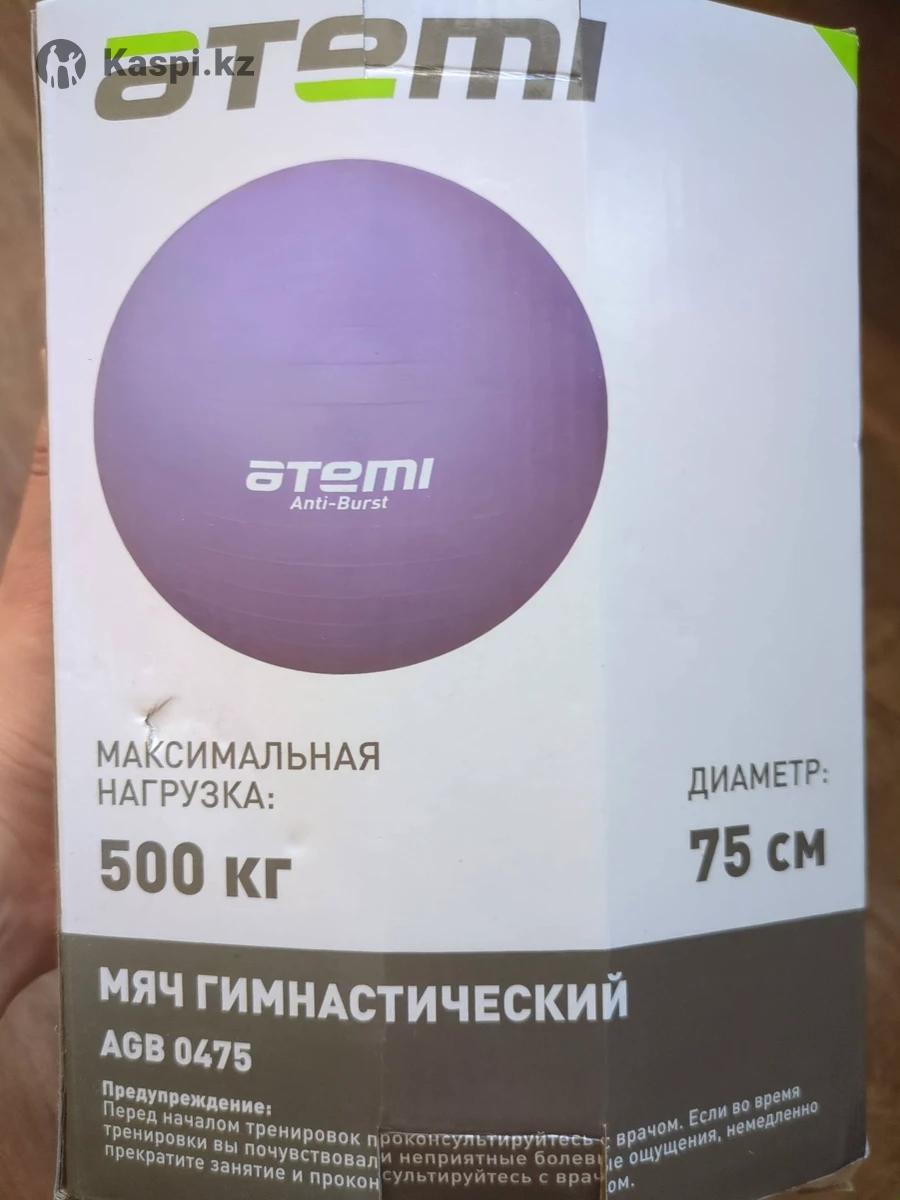 Kaspi.kz
atemi
atemi
Anti-Burst
МАКСИМАЛЬНАЯ
НАГРУЗКА:
500 кг
ДИАМЕТР:
75 см
МЯЧ ГИМНАСТИЧЕСКИЙ
AGB 0475
Предупреждение:
Перед началом тренировок проконсультируйтесь с врачом. Если во время
тренировки вы почувствовали неприятные болевые ощущения, немедленно
прекратите занятие и проконсультируйтесь с врачом.